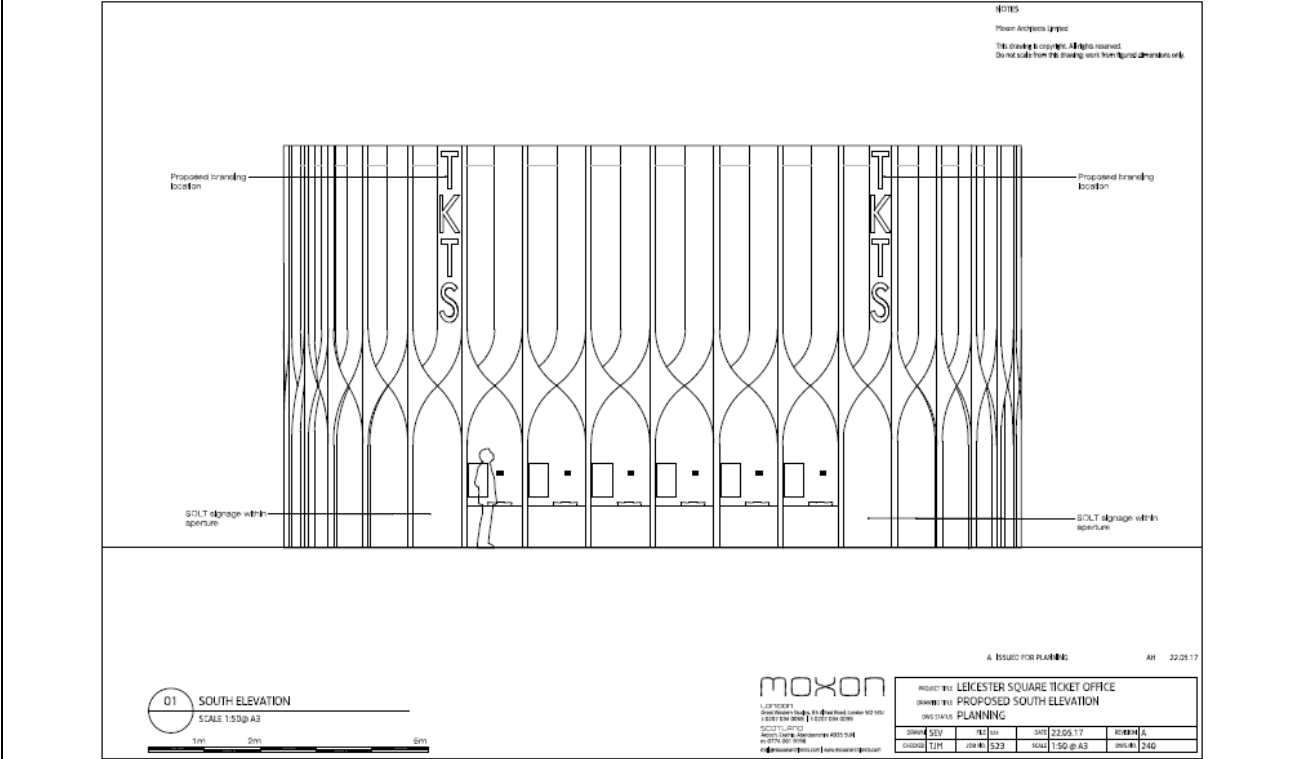 NOTES
Moxon Architects Limited
This drawing is copyright. All rights reserved.
Do not scale from this drawing; work from figured dimensions only.
T
K
T
S
T
K
T
S
Proposed branding
location
Proposed branding
location
SOLT signage within
aperture
SOLT signage within
aperture
A ISSUED FOR PLANNING AH 22.05.17
01 SOUTH ELEVATION
SCALE 1:50@ A3
1m 2m 5m
moxon
LONDON
SCOTLAND
PROJECT TITLE LEICESTER SQUARE TICKET OFFICE
DRAWING TITLE PROPOSED SOUTH ELEVATION
DWG STATUS PLANNING
DRAWN SEV FILE DATE 22.05.17 REVISION A
CHECKED TJM JOB NO. 523 SCALE 1:50 @ A3 DWG NO. 240